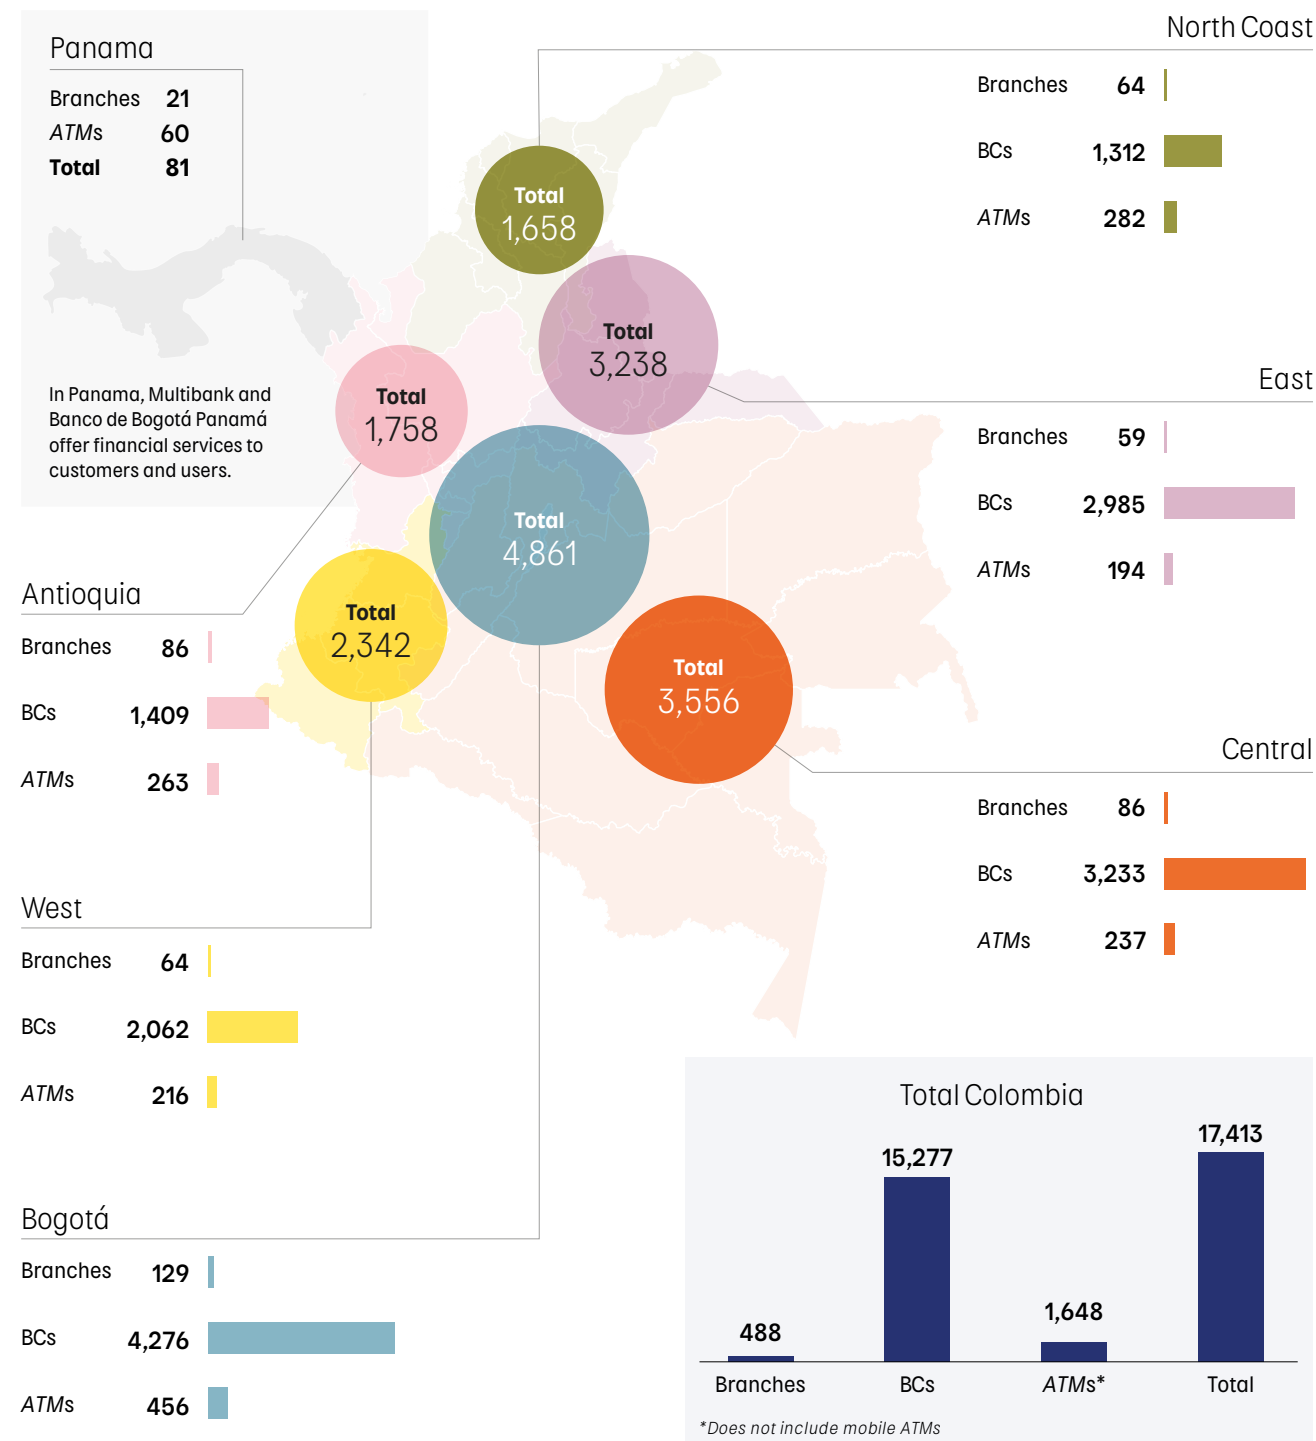 Panama
Branches 21
ATMs 60
Total 81
In Panama, Multibank and
Banco de Bogotá Panamá
offer financial services to
customers and users.
North Coast
Branches 64
BCs 1,312
ATMs 282
Total
1,658
Total
3,238
East
Branches 59
BCs 2,985
ATMs 194
Total
1,758
Total
4,861
Antioquia
Branches 86
BCs 1,409
ATMs 263
Total
2,342
Total
3,556
Central
Branches 86
BCs 3,233
ATMs 237
West
Branches 64
BCs 2,062
ATMs 216
Bogotá
Branches 129
BCs 4,276
ATMs 456
Total Colombia
488 15,277 1,648 17,413
Branches BCs ATMs* Total
*Does not include mobile ATMs